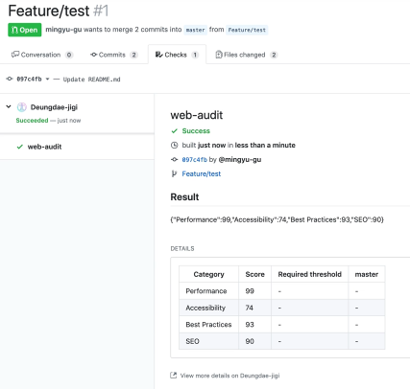 Feature/test #1
Open mingyu-gu wants to merge 2 commits into master from Feature/test
Conversation 0 Commits 2 Checks 1 Files changed 2
097c4fb Update README.md
Deungdae-jigi
Succeeded — just now
web-audit
web-audit
Success
built just now in less than a minute
097c4fb by @mingyu-gu
Feature/test
Result
{"Performance":99,"Accessibility":74,"Best Practices":93,"SEO":90}
DETAILS
Category Score Required threshold master
Performance 99 - -
Accessibility 74 - -
Best Practices 93 - -
SEO 90 - -
View more details on Deungdae-jigi